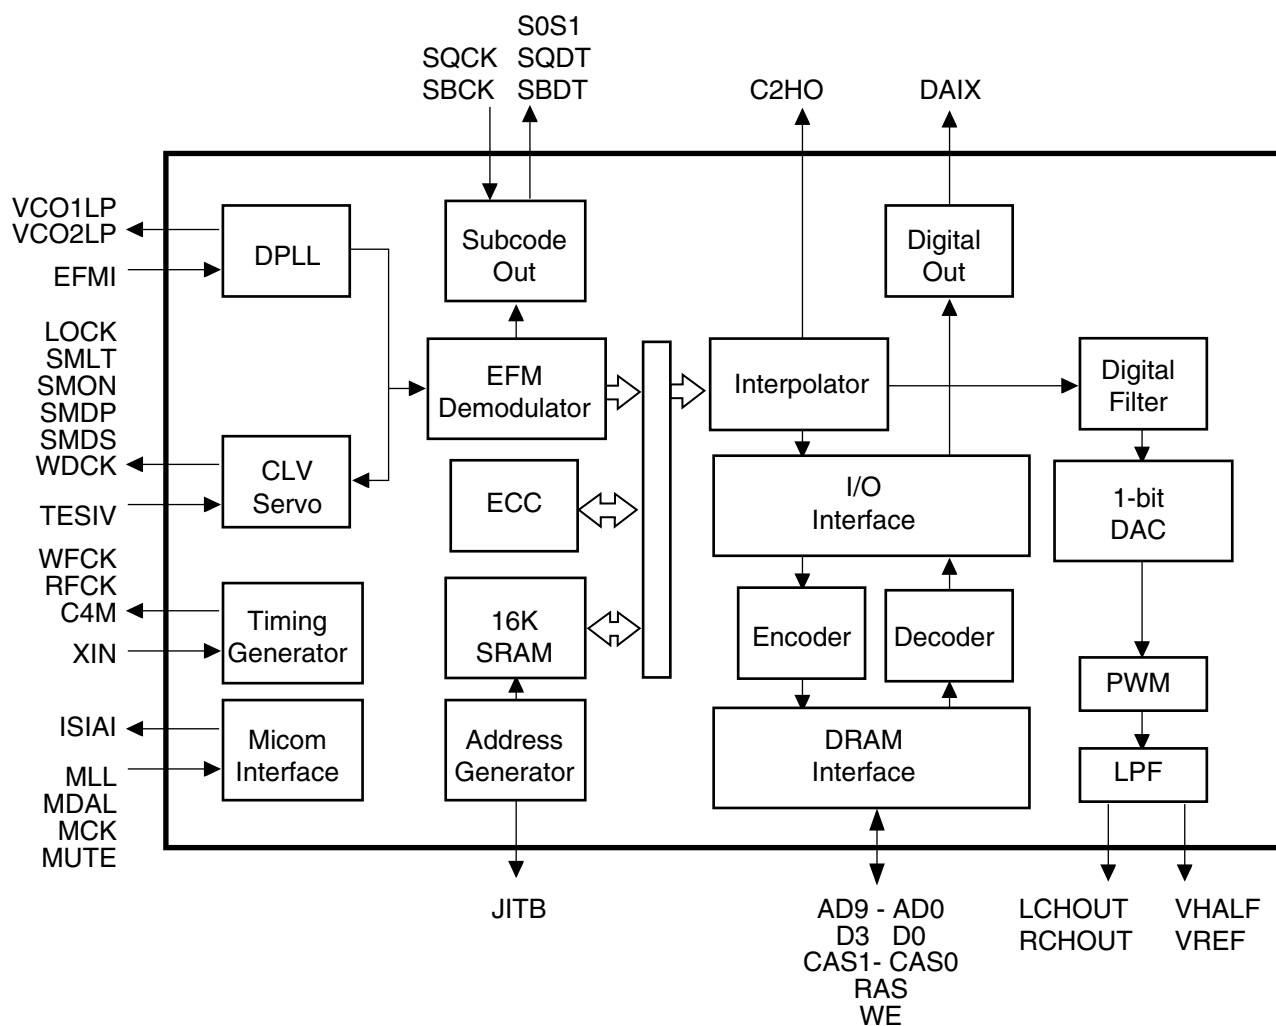 S0S1
SQCK SQDT
SBCK SBDT
C2HO
DAIX
VCO1LP
VCO2LP
EFMI
DPLL
Subcode
Out
Digital
Out
LOCK
SMLT
SMON
SMDP
SMDS
WDCK
TESIV
EFM
Demodulator
Interpolator
Digital
Filter
CLV
Servo
ECC
I/O
Interface
1-bit
DAC
WFCK
RFCK
C4M
XIN
Timing
Generator
16K
SRAM
Encoder
Decoder
PWM
ISIAI
MLL
MDAL
MCK
MUTE
Micom
Interface
Address
Generator
DRAM
Interface
LPF
JITB
AD9 - AD0
D3 D0
CAS1- CAS0
RAS
WE
LCHOUT
RCHOUT
VHALF
VREF